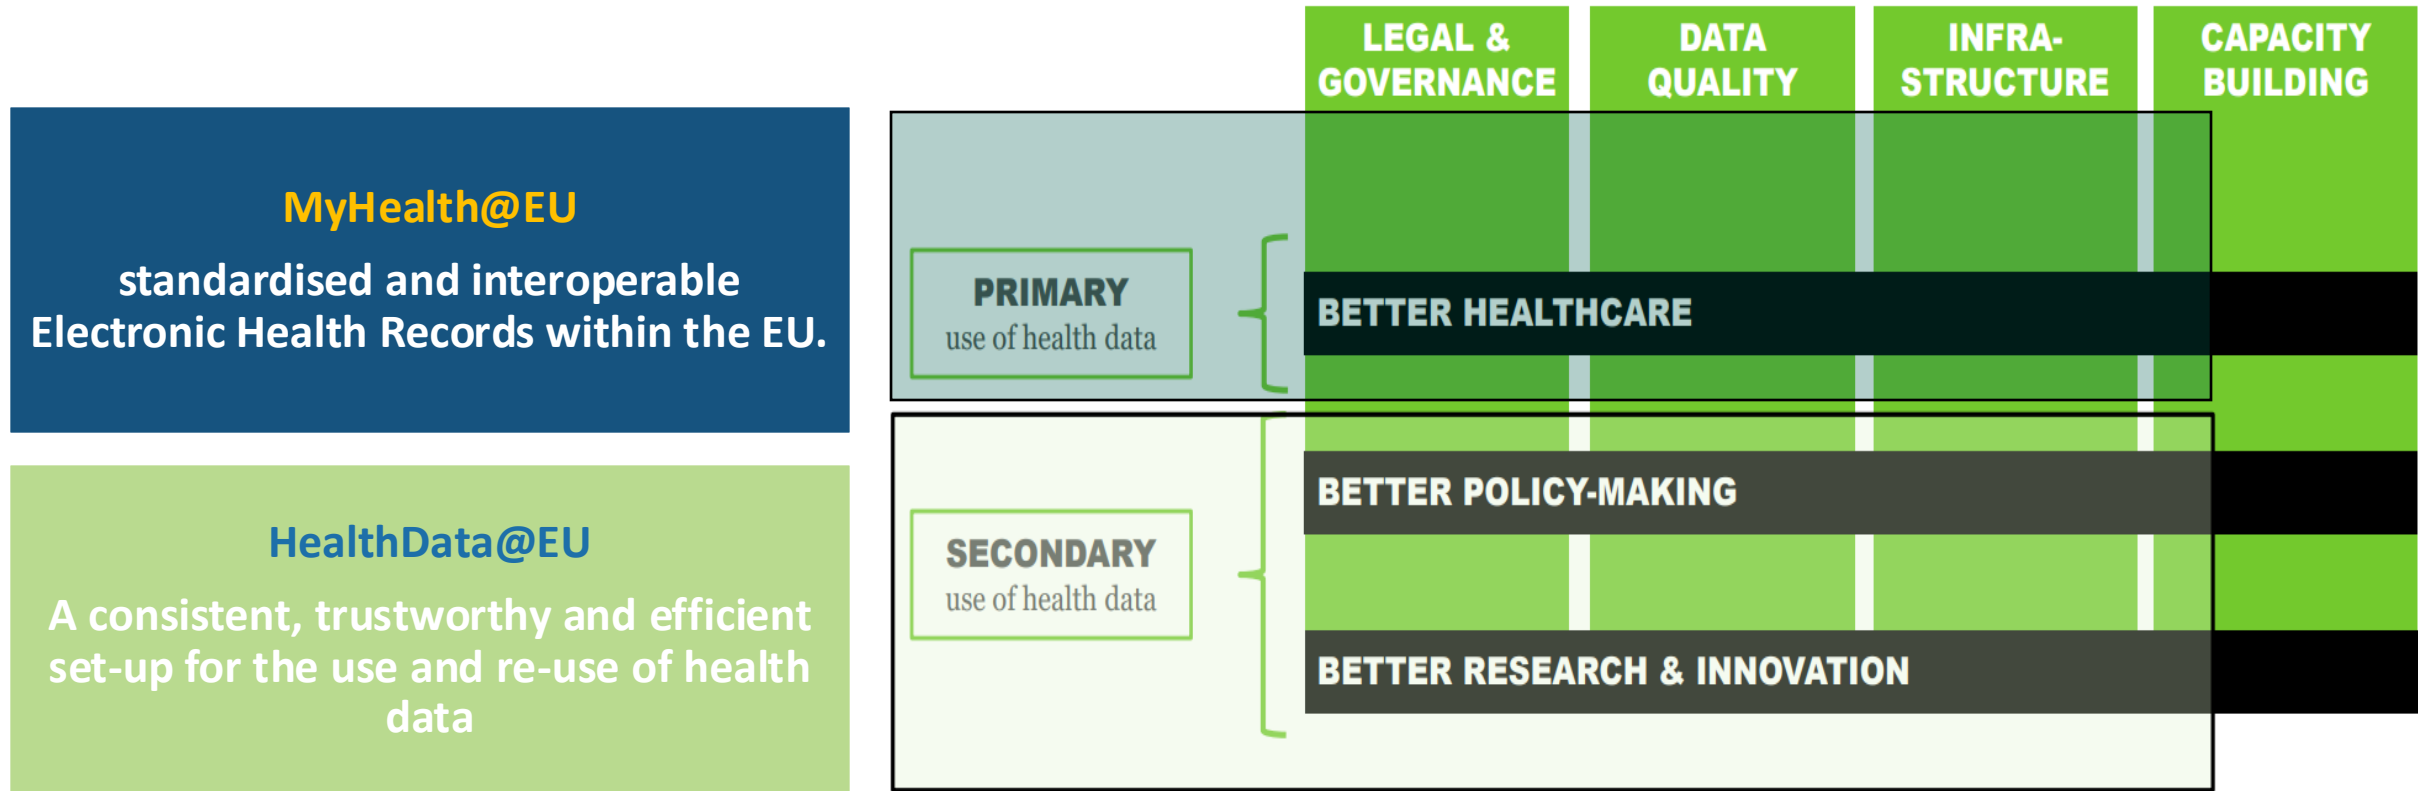 MyHealth@EU
standardised and interoperable
Electronic Health Records within the EU.
HealthData@EU
A consistent, trustworthy and efficient
set-up for the use and re-use of health
data
LEGAL &
GOVERNANCE
DATA
QUALITY
INFRA-
STRUCTURE
CAPACITY
BUILDING
PRIMARY
use of health data
BETTER HEALTHCARE
SECONDARY
use of health data
BETTER POLICY-MAKING
BETTER RESEARCH & INNOVATION